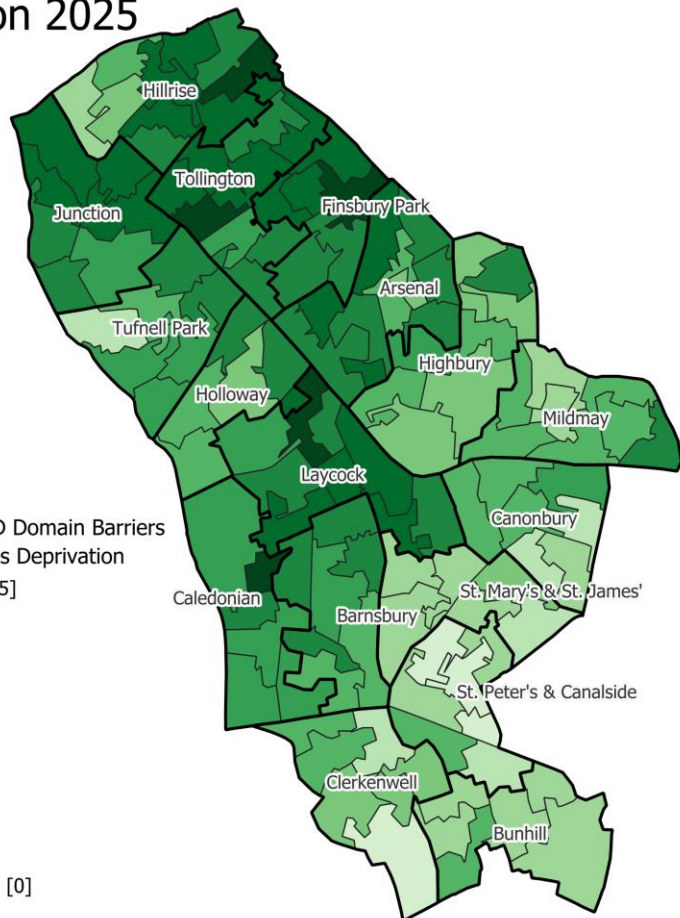 on 2025
Hillrise
Tollington
Finsbury Park
Junction
Arsenal
Tufnell Park
Highbury
Holloway
Mildmay
Laycock
Canonbury
D Domain Barriers
s Deprivation
5]
Caledonian
St. Mary's & St. James'
Barnsbury
St. Peter's & Canalside
Clerkenwell
Bunhill
[0]